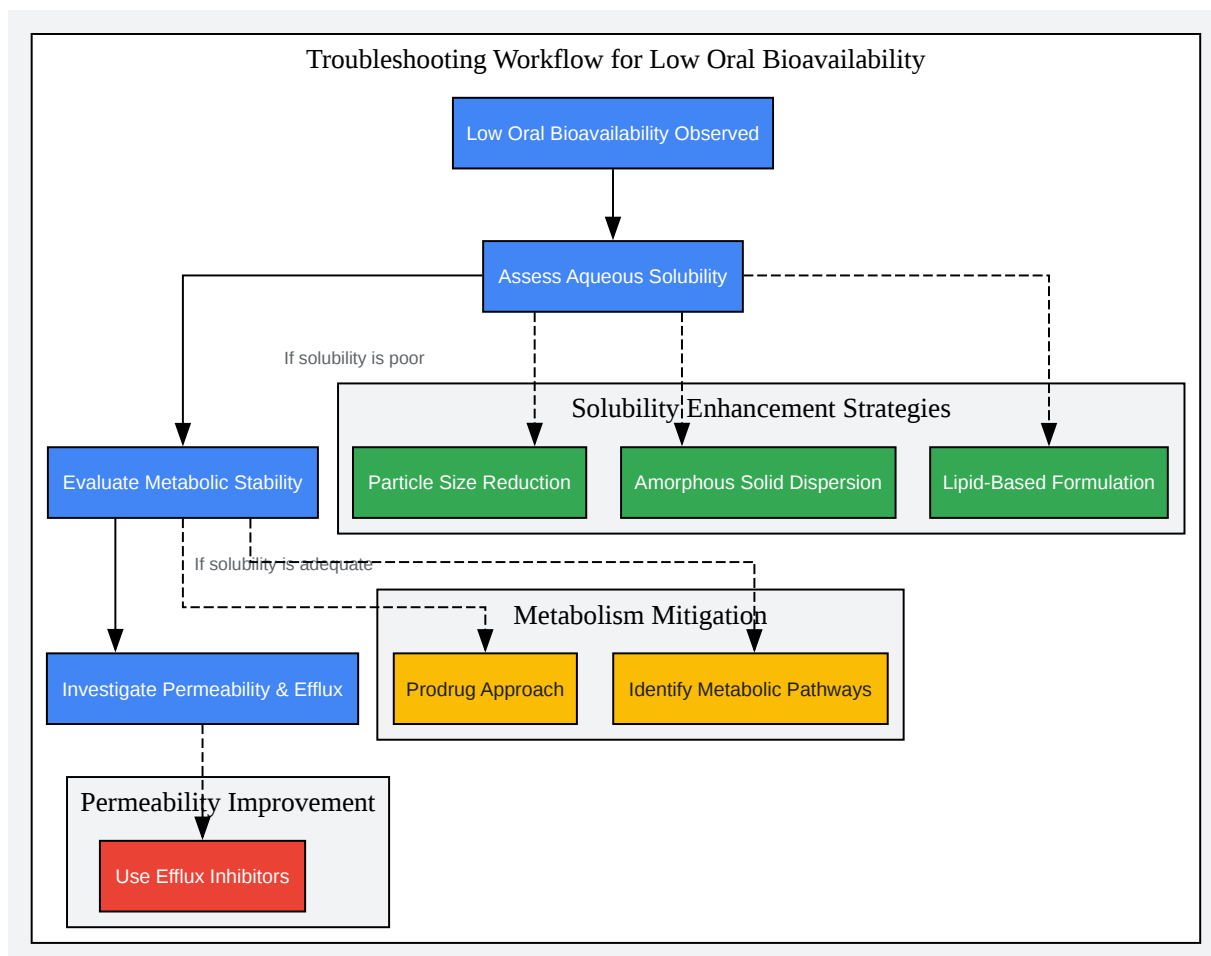 Troubleshooting Workflow for Low Oral Bioavailability
Low Oral Bioavailability Observed
Assess Aqueous Solubility
If solubility is poor
Solubility Enhancement Strategies
Evaluate Metabolic Stability
Particle Size Reduction
Amorphous Solid Dispersion
Lipid-Based Formulation
If solubility is adequate
Metabolism Mitigation
Investigate Permeability & Efflux
Prodrug Approach
Identify Metabolic Pathways
Permeability Improvement
Use Efflux Inhibitors